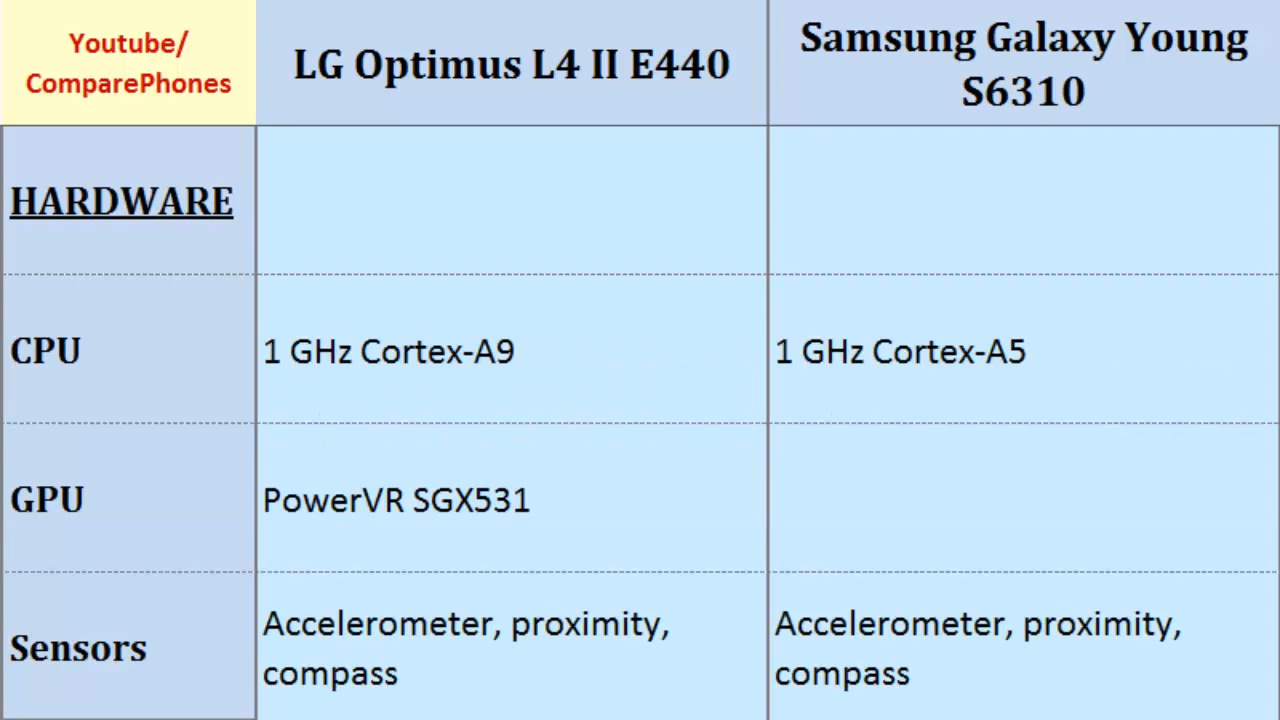 Youtube/
ComparePhones
LG Optimus L4 II E440
Samsung Galaxy Young
S6310
HARDWARE
CPU
1 GHz Cortex-A9
1 GHz Cortex-A5
GPU
PowerVR SGX531
Sensors
Accelerometer, proximity,
compass
Accelerometer, proximity,
compass